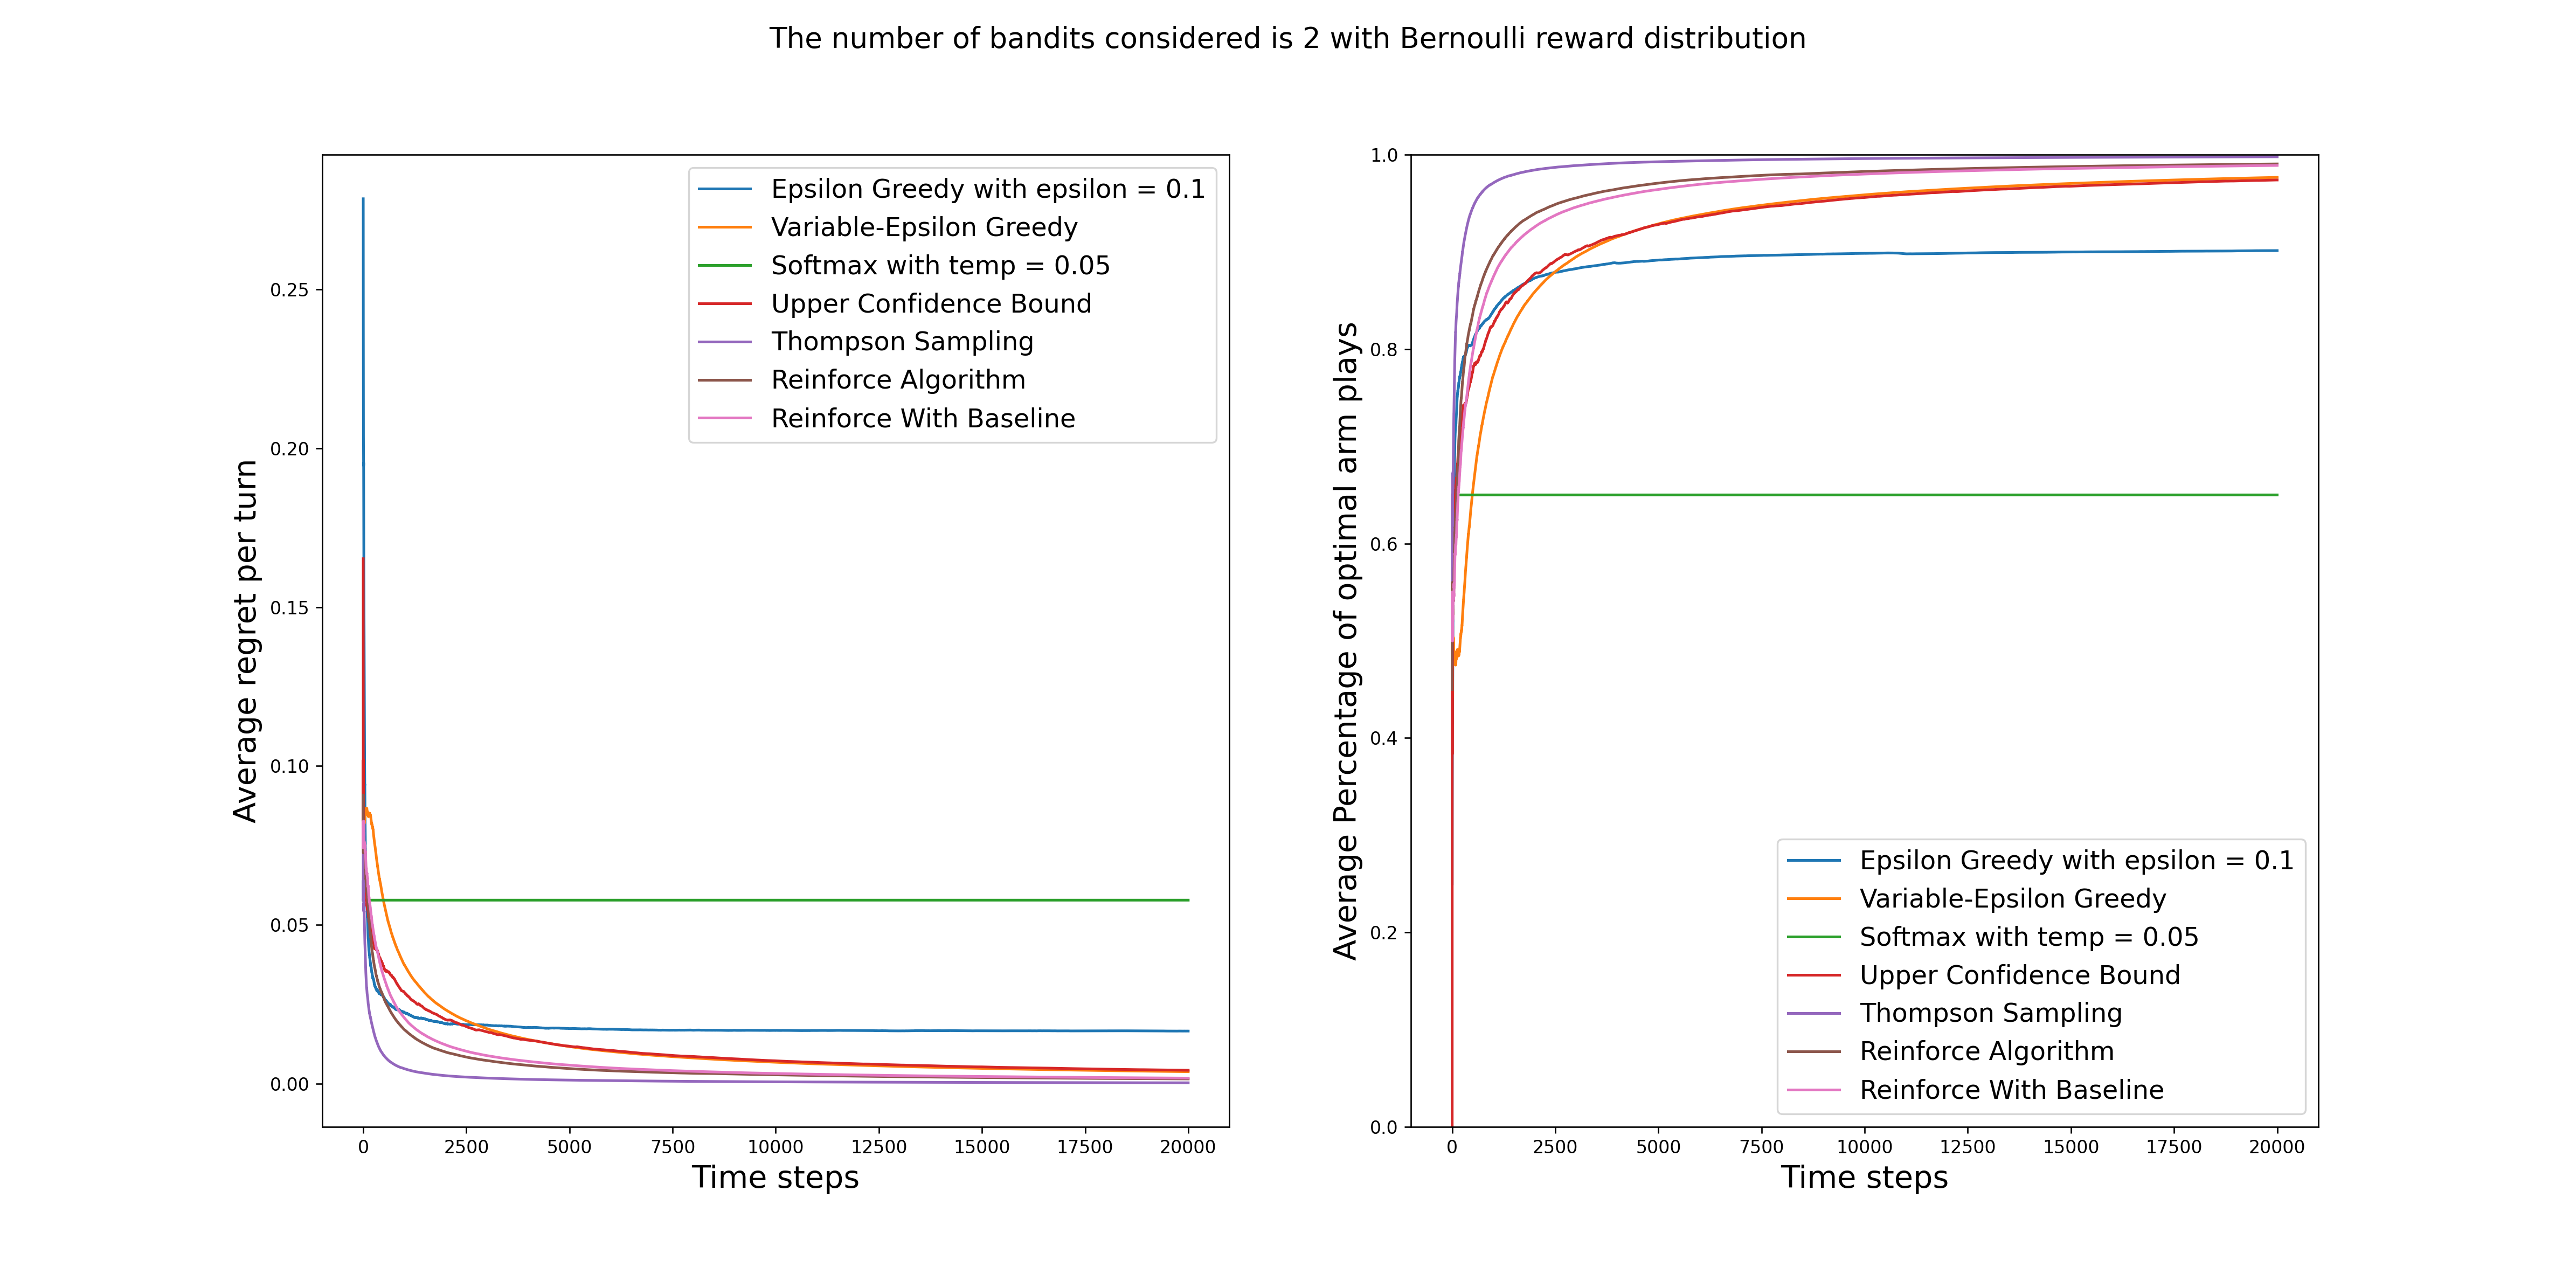 The number of bandits considered is 2 with Bernoulli reward distribution
Average regret per turn
0.25
0.20
0.15
0.10
0.05
0.00
Epsilon Greedy with epsilon = 0.1
Variable-Epsilon Greedy
Softmax with temp = 0.05
Upper Confidence Bound
Thompson Sampling
Reinforce Algorithm
Reinforce With Baseline
0 2500 5000 7500 10000 12500 15000 17500 20000
Time steps
Average Percentage of optimal arm plays
1.0
0.8
0.6
0.4
0.2
0.0
Epsilon Greedy with epsilon = 0.1
Variable-Epsilon Greedy
Softmax with temp = 0.05
Upper Confidence Bound
Thompson Sampling
Reinforce Algorithm
Reinforce With Baseline
0 2500 5000 7500 10000 12500 15000 17500 20000
Time steps